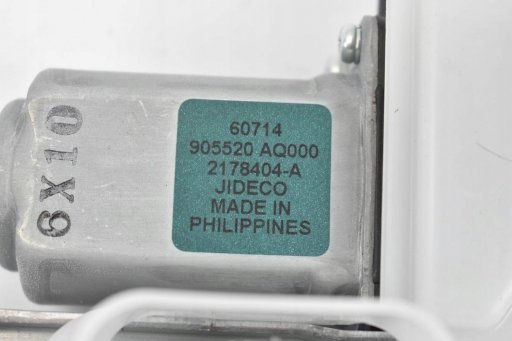 6X10
60714
905520 AQ000
2178404-A
JIDECO
MADE IN
PHILIPPINES